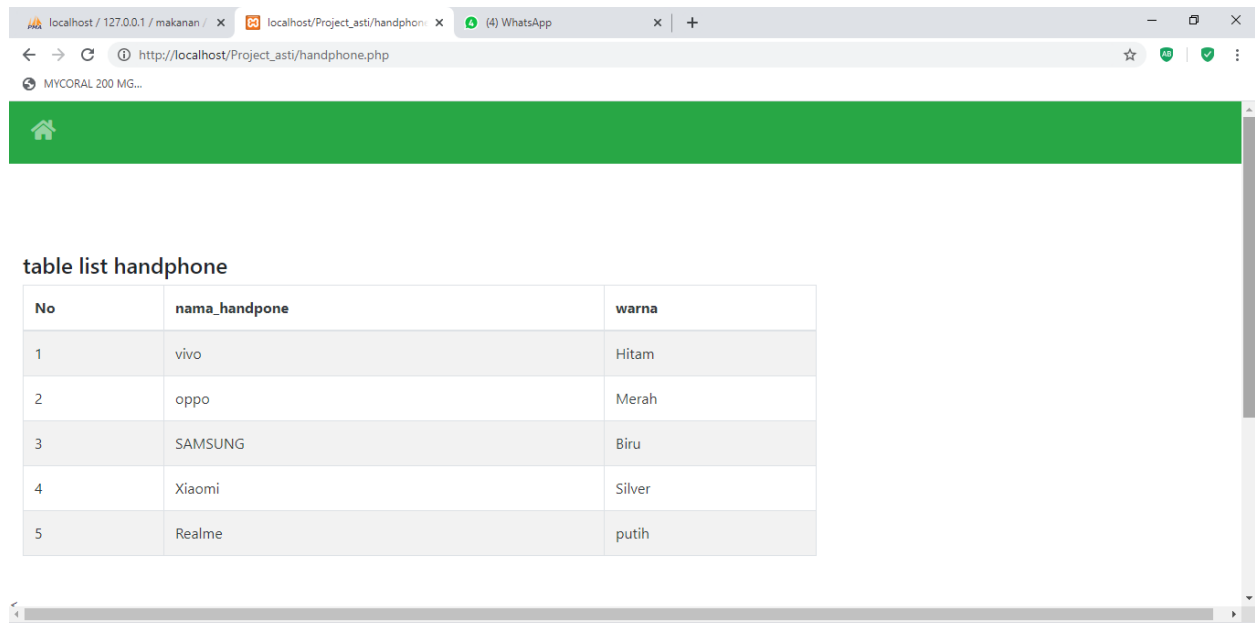 localhost / 127.0.0.1 / makanan /
localhost/Project_asti/handphone
4 (4) WhatsApp
http://localhost/Project_asti/handphone.php
AB
MYCORAL 200 MG...
table list handphone
No nama_handpone warna
1 vivo Hitam
2 oppo Merah
3 SAMSUNG Biru
4 Xiaomi Silver
5 Realme putih
<